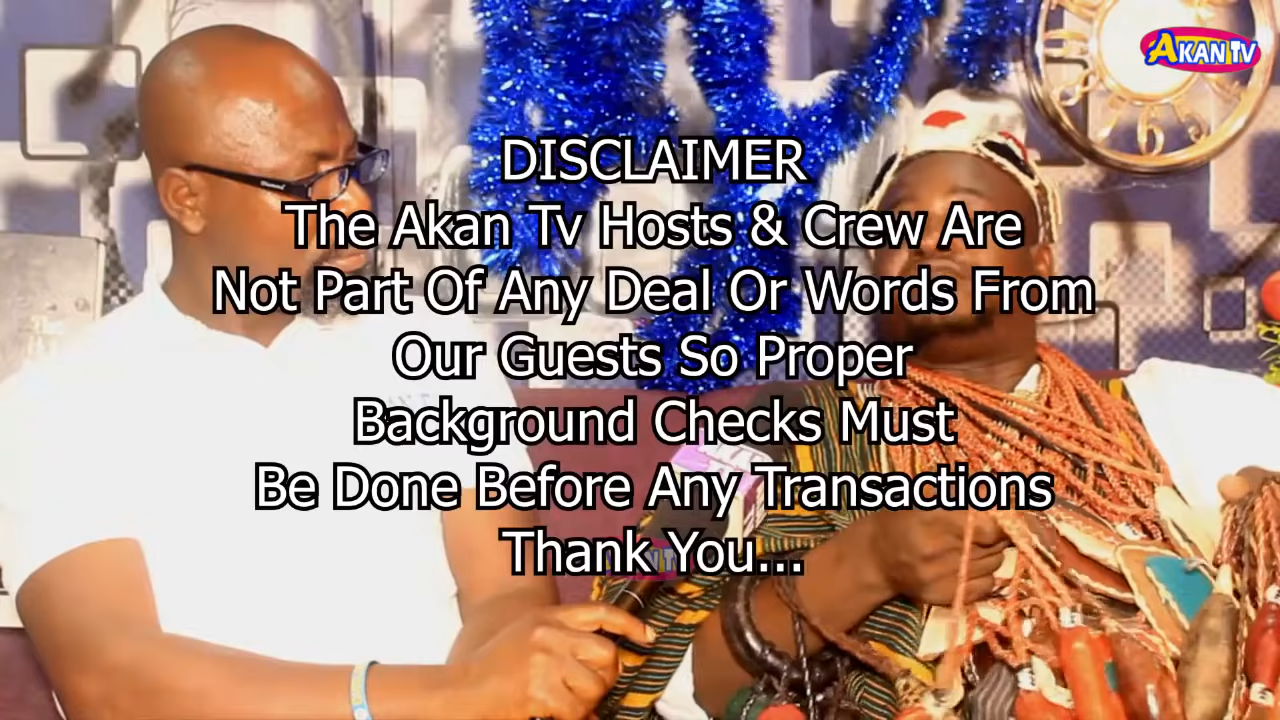 AKAN TV
DISCLAIMER
The Akan Tv Hosts & Crew Are
Not Part Of Any Deal Or Words From
Our Guests So Proper
Background Checks Must
Be Done Before Any Transactions
Thank You...